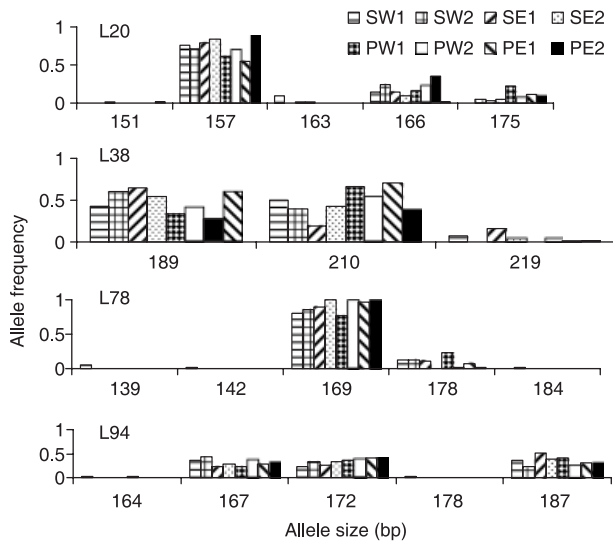 L20
SW1 SW2 SE1 SE2
PW1 PW2 PE1 PE2
1
0.5
0
151 157 163 166 175
L38
1
0.5
0
189 210 219
L78
1
0.5
0
139 142 169 178 184
L94
1
0.5
0
164 167 172 178 187
Allele frequency
Allele size (bp)